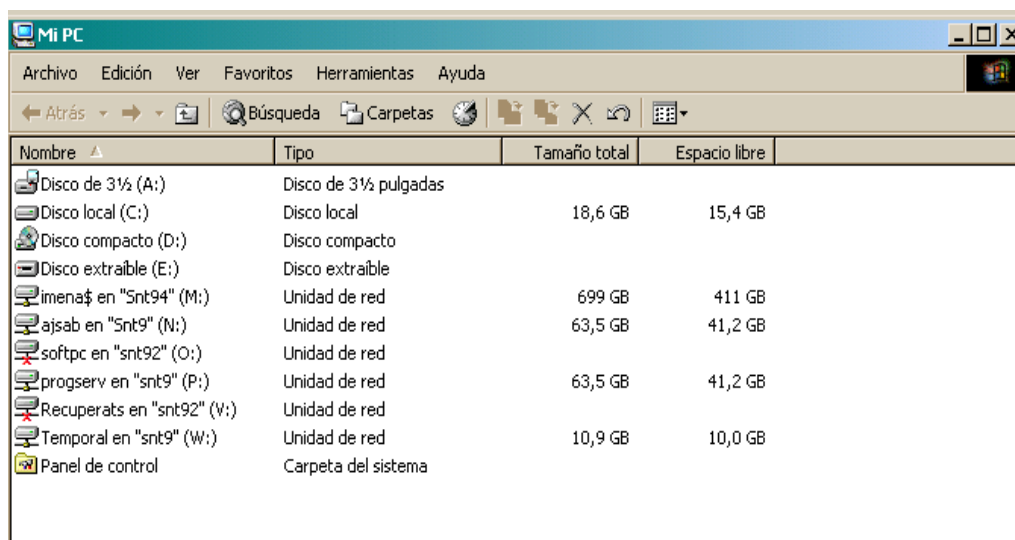 Mi PC
Archivo Edición Ver Favoritos Herramientas Ayuda
Atrás Búsqueda Carpetas
Nombre Tipo Tamaño total Espacio libre
Disco de 3½ (A:) Disco de 3½ pulgadas
Disco local (C:) Disco local 18,6 GB 15,4 GB
Disco compacto (D:) Disco compacto
Disco extraíble (E:) Disco extraíble
imena$ en "Snt94" (M:) Unidad de red 699 GB 411 GB
ajsab en "Snt9" (N:) Unidad de red 63,5 GB 41,2 GB
softpc en "snt92" (O:) Unidad de red
progserv en "snt9" (P:) Unidad de red 63,5 GB 41,2 GB
Recuperats en "snt92" (V:) Unidad de red
Temporal en "snt9" (W:) Unidad de red 10,9 GB 10,0 GB
Panel de control Carpeta del sistema